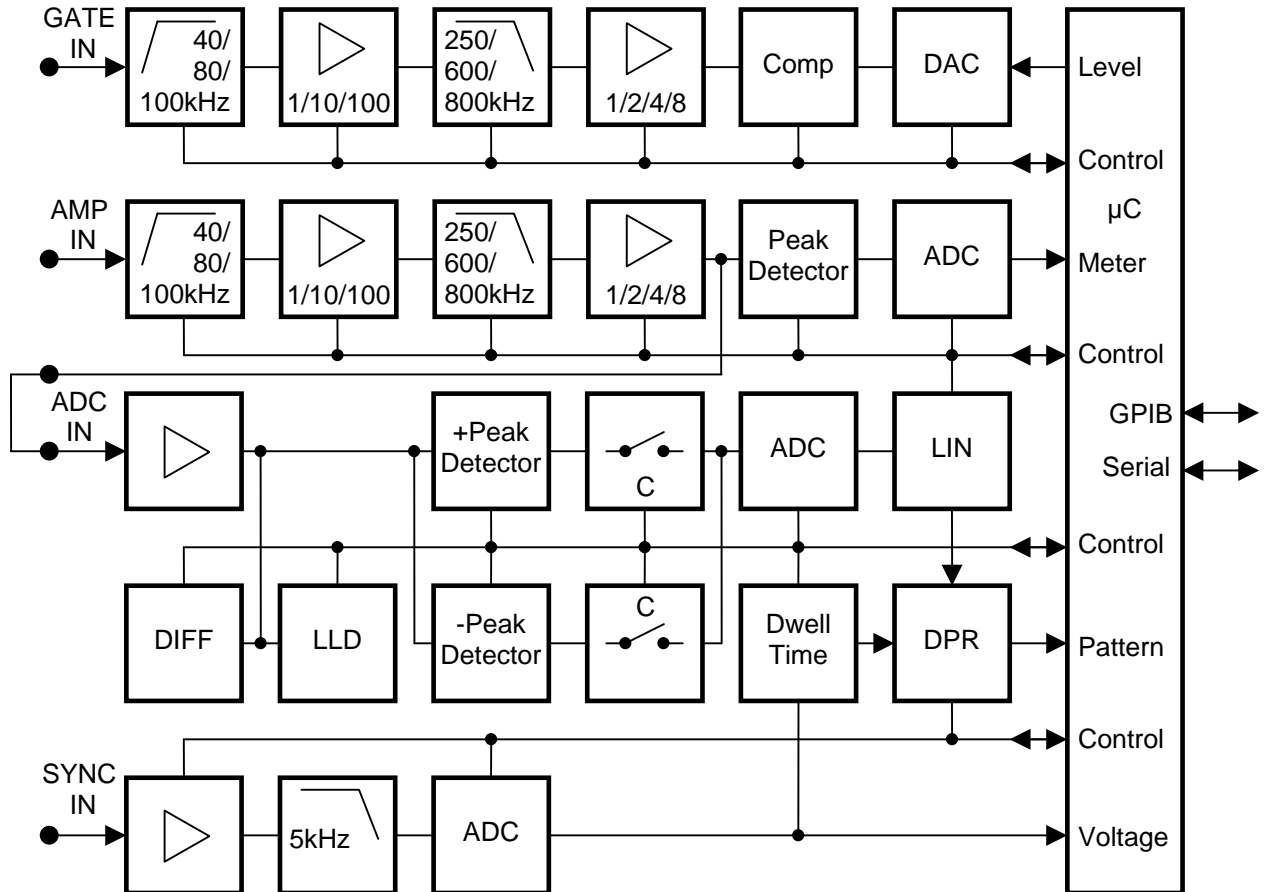 GATE
IN
40/
80/
100kHz
1/10/100
250/
600/
800kHz
1/2/4/8
Comp
DAC
Level
Control
µC
AMP
IN
40/
80/
100kHz
1/10/100
250/
600/
800kHz
1/2/4/8
Peak
Detector
ADC
Meter
Control
ADC
IN
+Peak
Detector
C
ADC
LIN
GPIB
Serial
Control
DIFF
LLD
-Peak
Detector
C
Dwell
Time
DPR
Pattern
Control
SYNC
IN
5kHz
ADC
Voltage